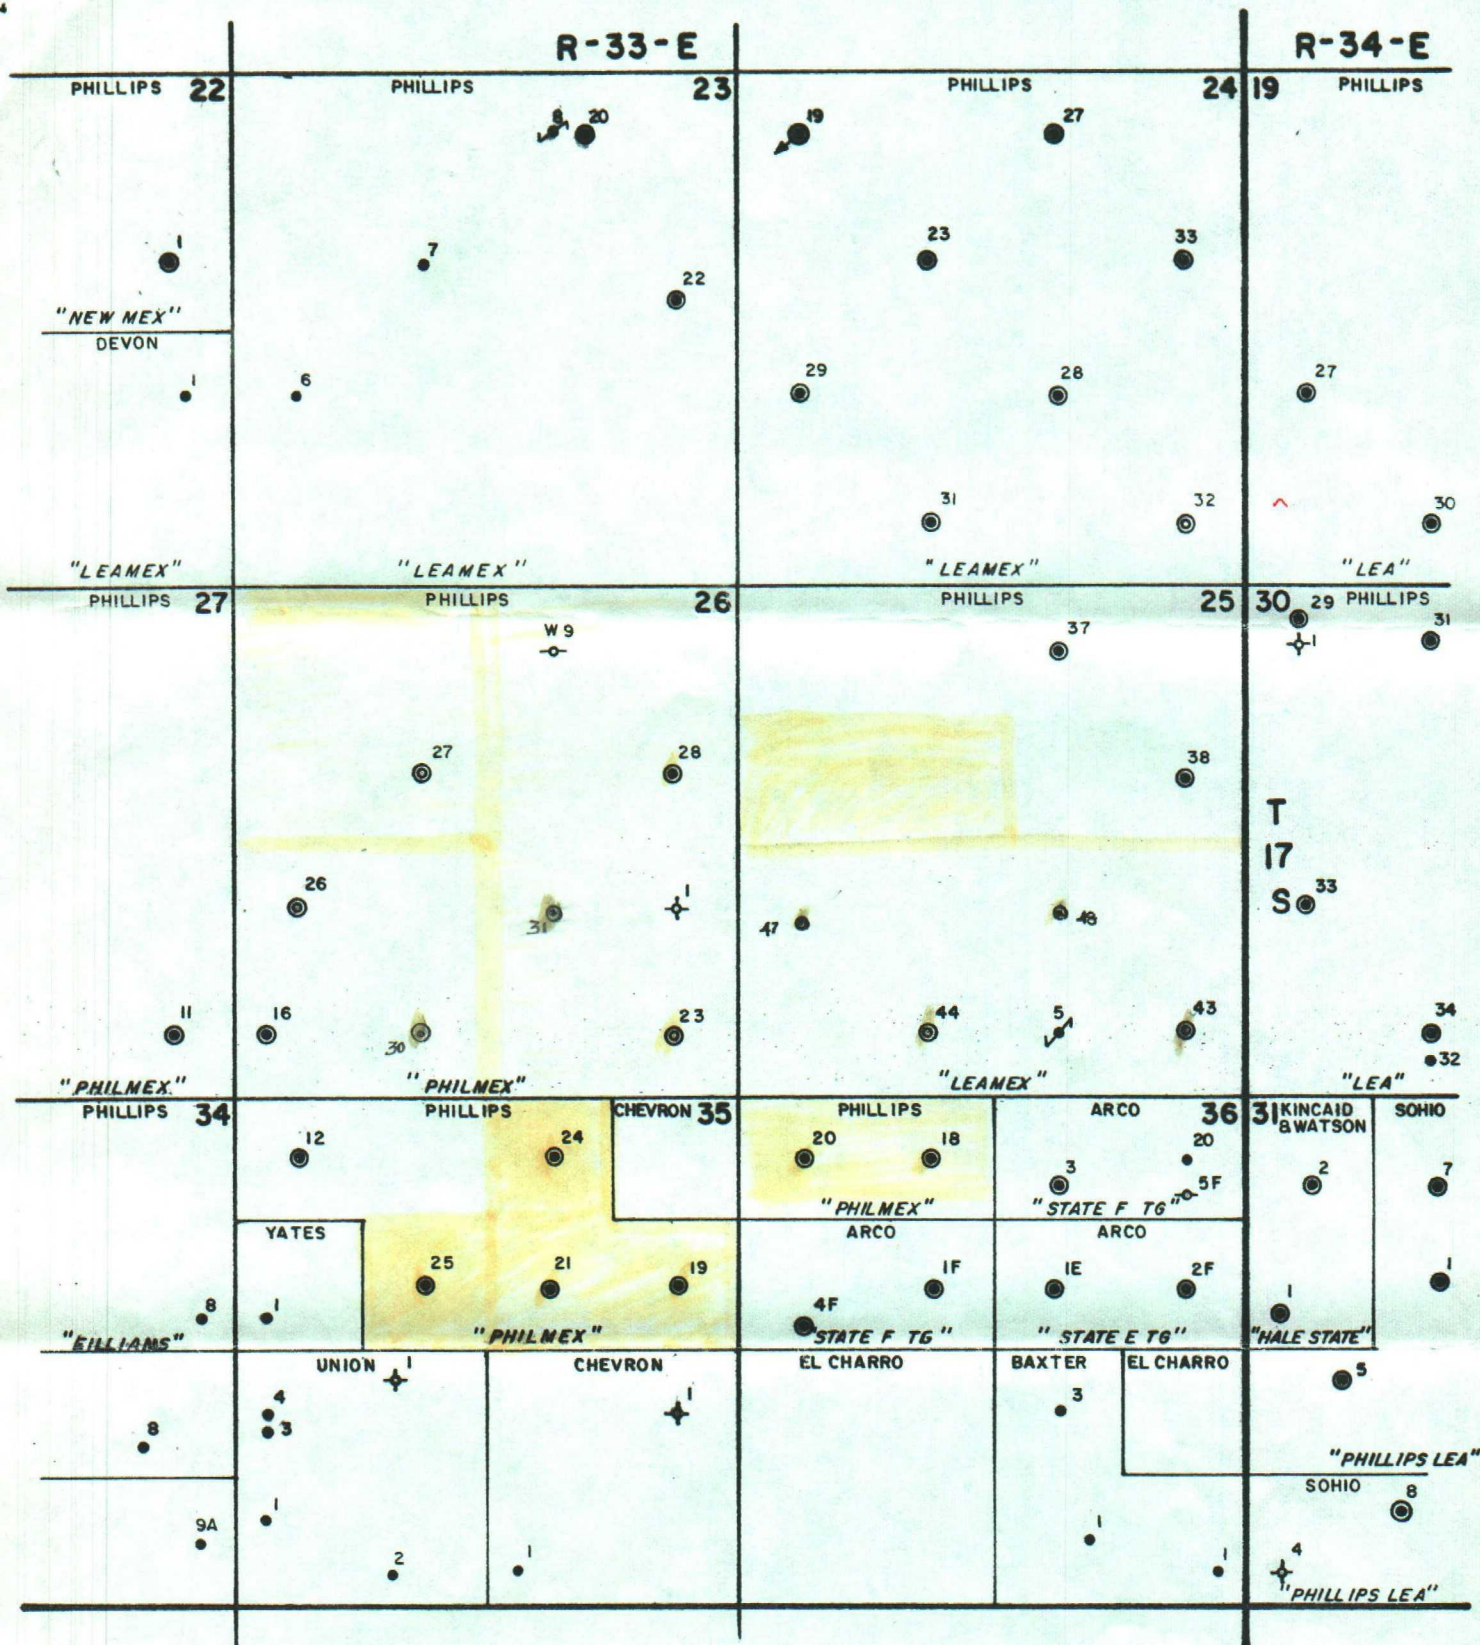 R-33-E R-34-E
PHILLIPS 22 PHILLIPS 23 PHILLIPS 24 19 PHILLIPS
8 20 19 27
1 7 23 33
22
"NEW MEX"
DEVON
1 6 29 28 27
31 32 30
"LEAMEX" "LEAMEX" "LEAMEX" "LEA"
PHILLIPS 27 PHILLIPS 26 PHILLIPS 25 30 PHILLIPS
W 9 37 29 31
1
27 28 38
T
17
S
26 31 1 47 48 33
11 16 30 23 44 5 43 34
32
"PHILMEX." "PHILMEX" "LEAMEX" "LEA"
PHILLIPS 34 PHILLIPS CHEVRON 35 PHILLIPS ARCO 36 31 KINCAID SOHIO
& WATSON
12 24 20 18 3 20 2 7
5F
"PHILMEX" "STATE F TG"
YATES ARCO ARCO
25 21 19 1F 1E 2F 1
8 1 4F 1
"EILLIAMS" "PHILMEX" "STATE F TG" "STATE E TG" "HALE STATE"
UNION 1 CHEVRON EL CHARRO BAXTER EL CHARRO
4 1 3 5
8 3
"PHILLIPS LEA"
SOHIO
8
9A 1 1
2 1 1 4
"PHILLIPS LEA"